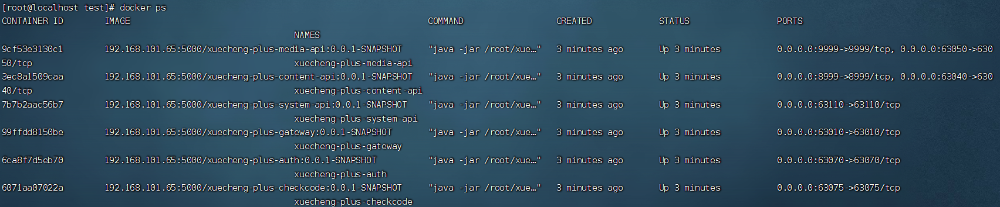 [root@localhost test]# docker ps
CONTAINER ID IMAGE COMMAND CREATED STATUS PORTS
NAMES
9cf53e3130c1 192.168.101.65:5000/xuecheng-plus-media-api:0.0.1-SNAPSHOT "java -jar /root/xue…" 3 minutes ago Up 3 minutes 0.0.0.0:9999->9999/tcp, 0.0.0.0:63050->630
50/tcp xuecheng-plus-media-api
3ec8a1509caa 192.168.101.65:5000/xuecheng-plus-content-api:0.0.1-SNAPSHOT "java -jar /root/xue…" 3 minutes ago Up 3 minutes 0.0.0.0:8999->8999/tcp, 0.0.0.0:63040->630
40/tcp xuecheng-plus-content-api
7b7b2aac56b7 192.168.101.65:5000/xuecheng-plus-system-api:0.0.1-SNAPSHOT "java -jar /root/xue…" 3 minutes ago Up 3 minutes 0.0.0.0:63110->63110/tcp
xuecheng-plus-system-api
99ffdd8150be 192.168.101.65:5000/xuecheng-plus-gateway:0.0.1-SNAPSHOT "java -jar /root/xue…" 3 minutes ago Up 3 minutes 0.0.0.0:63010->63010/tcp
xuecheng-plus-gateway
6ca8f7d5eb70 192.168.101.65:5000/xuecheng-plus-auth:0.0.1-SNAPSHOT "java -jar /root/xue…" 3 minutes ago Up 3 minutes 0.0.0.0:63070->63070/tcp
xuecheng-plus-auth
6071aa07022a 192.168.101.65:5000/xuecheng-plus-checkcode:0.0.1-SNAPSHOT "java -jar /root/xue…" 3 minutes ago Up 3 minutes 0.0.0.0:63075->63075/tcp
xuecheng-plus-checkcode